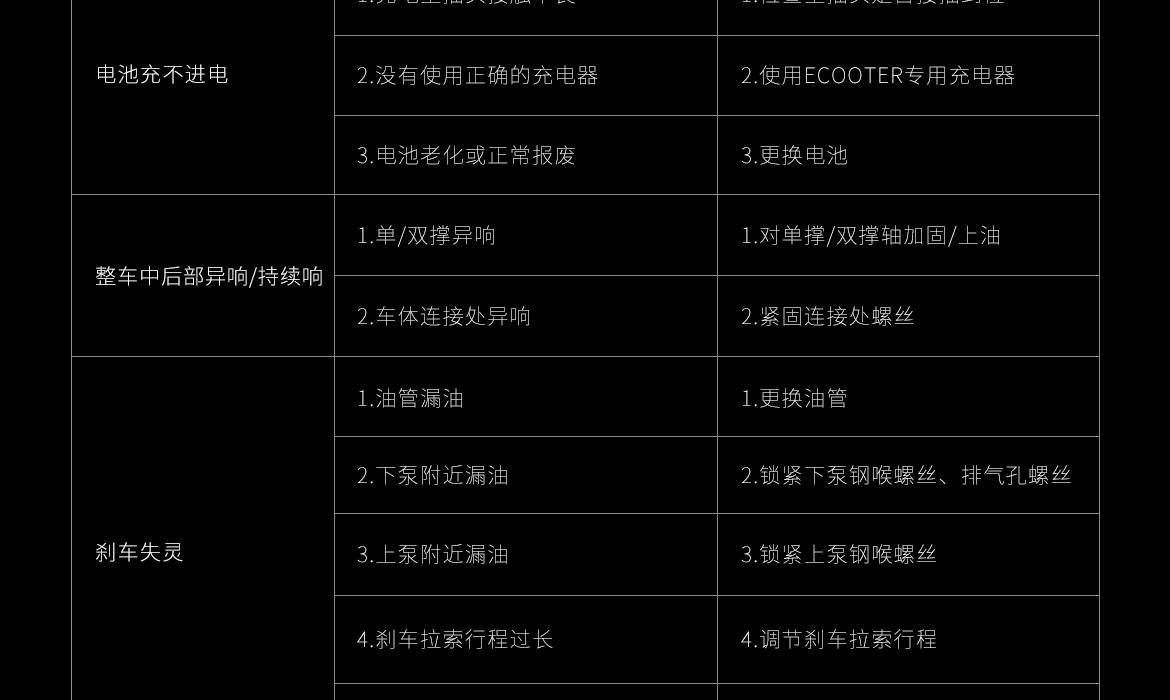 电池充不进电
2.没有使用正确的充电器
2.使用ECOOTER专用充电器
3.电池老化或正常报废
3.更换电池
整车中后部异响/持续响
1.单/双撑异响
1.对单撑/双撑轴加固/上油
2.车体连接处异响
2.紧固连接处螺丝
刹车失灵
1.油管漏油
1.更换油管
2.下泵附近漏油
2.锁紧下泵钢喉螺丝、排气孔螺丝
3.上泵附近漏油
3.锁紧上泵钢喉螺丝
4.刹车拉索行程过长
4.调节刹车拉索行程